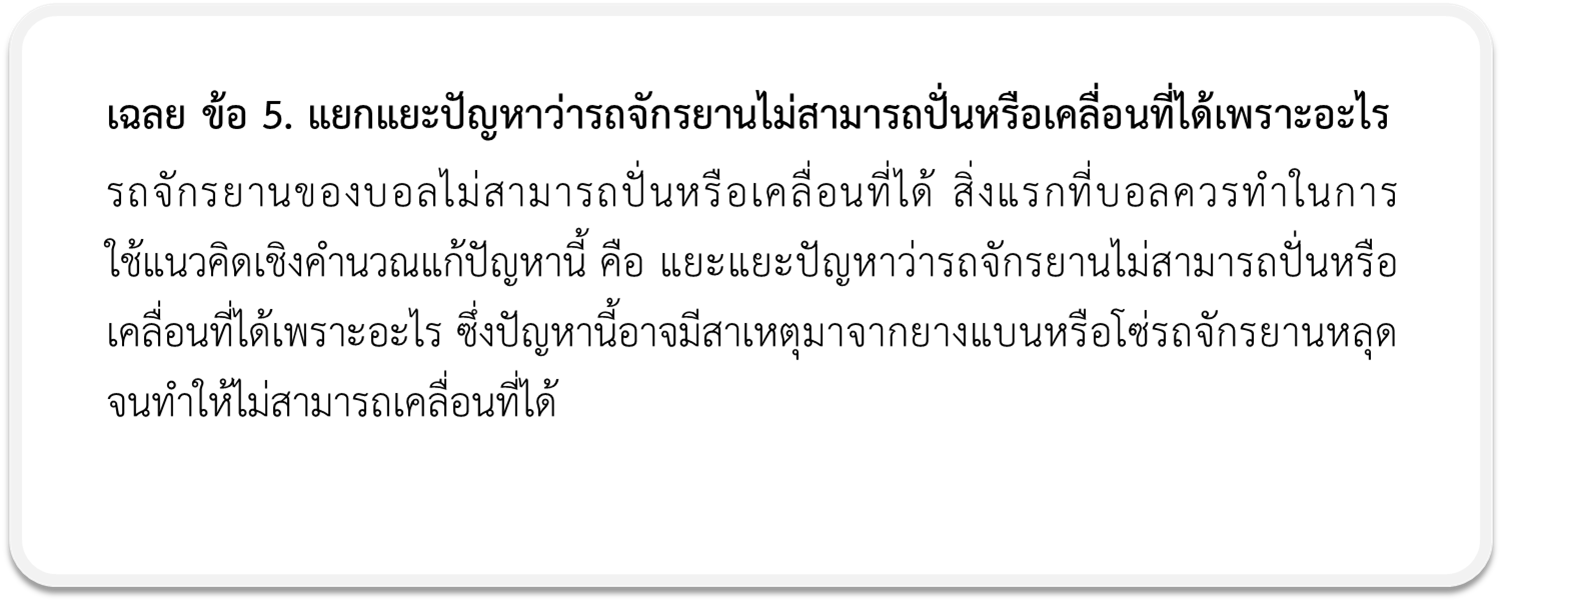 เฉลย ข้อ 5. แยกแยะปัญหาว่ารถจักรยานไม่สามารถปั่นหรือเคลื่อนที่ได้เพราะอะไร
รถจักรยานของบอลไม่สามารถปั่นหรือเคลื่อนที่ได้ สิ่งแรกที่บอลควรทำในการ
ใช้แนวคิดเชิงคำนวณแก้ปัญหานี้ คือ แยะแยะปัญหาว่ารถจักรยานไม่สามารถปั่นหรือ
เคลื่อนที่ได้เพราะอะไร ซึ่งปัญหานี้อาจมีสาเหตุมาจากยางแบนหรือโซ่รถจักรยานหลุด
จนทำให้ไม่สามารถเคลื่อนที่ได้